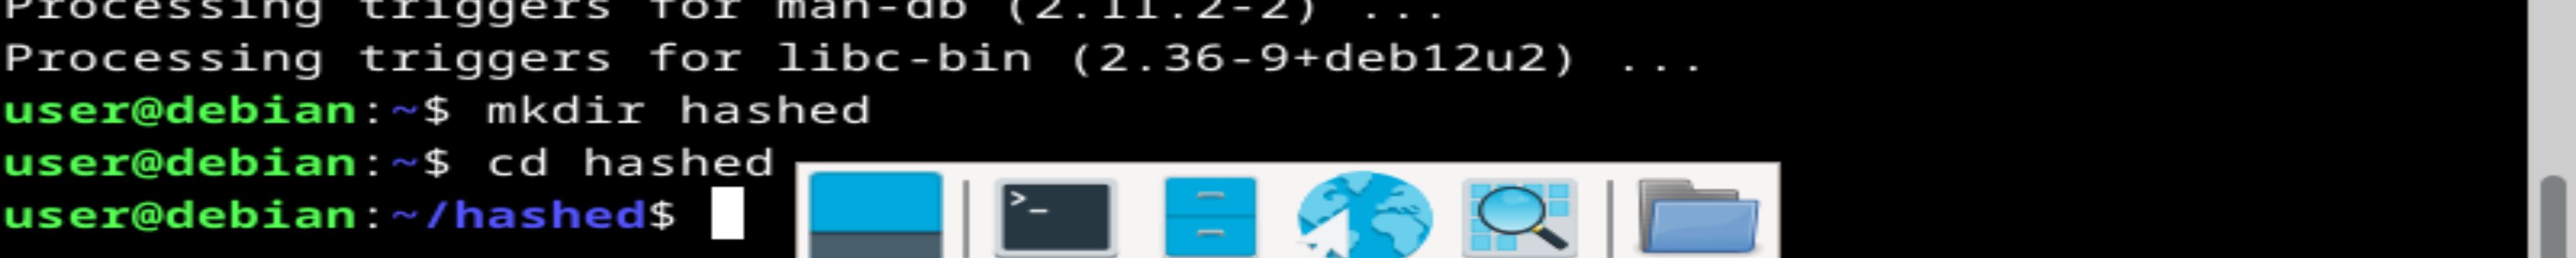 Processing triggers for man-db (2.11.2-2) ...
Processing triggers for libc-bin (2.36-9+deb12u2) ...
user@debian:~$ mkdir hashed
user@debian:~$ cd hashed
user@debian:~/hashed$
>_